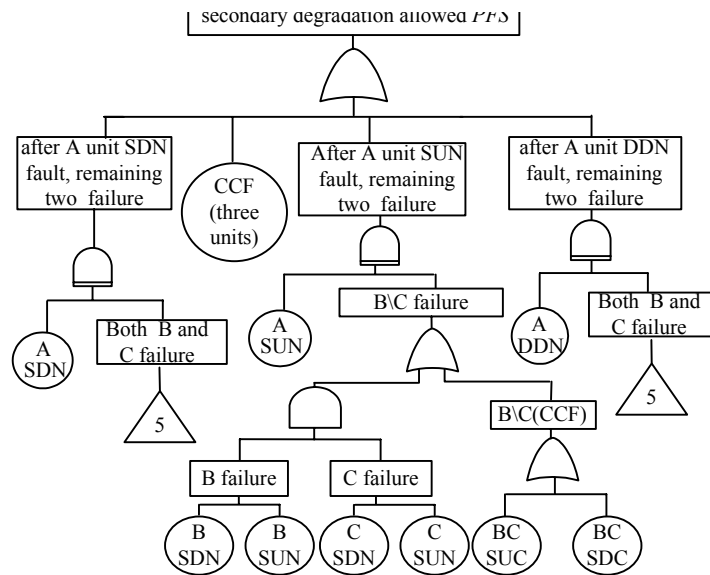 secondary degradation allowed PFS
after A unit SDN
fault, remaining
two failure
CCF
(three
units)
After A unit SUN
fault, remaining
two failure
after A unit DDN
fault, remaining
two failure
A
SDN
Both B and
C failure
5
A
SUN
B\C failure
A
DDN
Both B and
C failure
5
B\C(CCF)
B failure
C failure
B
SDN
B
SUN
C
SDN
C
SUN
BC
SUC
BC
SDC